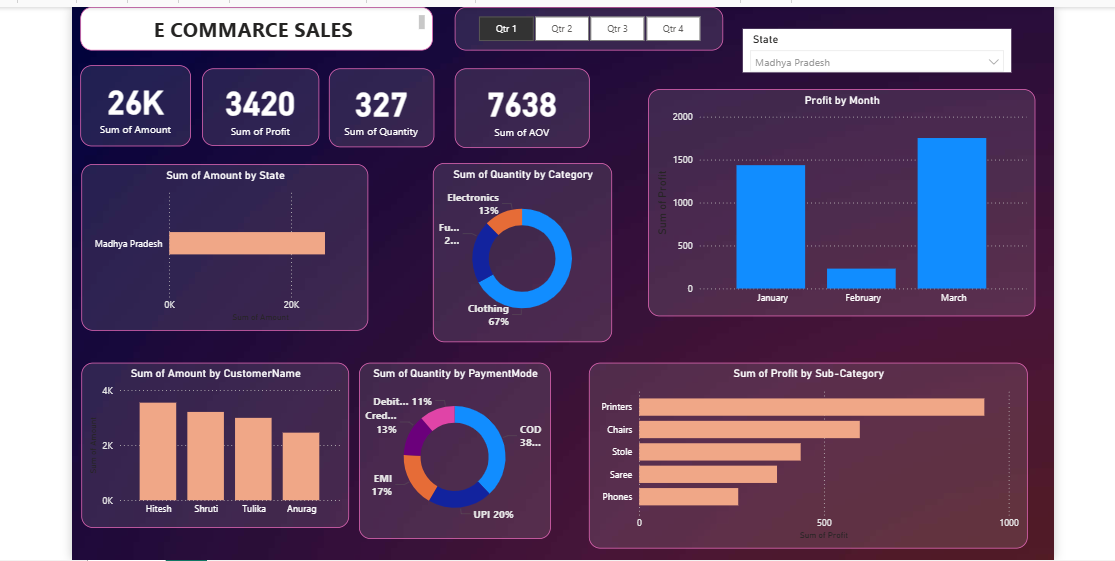 E COMMARCE SALES
Qtr 1
Qtr 2
Qtr 3
Qtr 4
State
Madhya Pradesh
26K
Sum of Amount
3420
Sum of Profit
327
Sum of Quantity
7638
Sum of AOV
Profit by Month
2000
1500
1000
500
0
Sum of Profit
January
February
March
Sum of Amount by State
Madhya Pradesh
0K
20K
Sum of Amount
Sum of Quantity by Category
Electronics
13%
Fu...
2...
Clothing
67%
Sum of Amount by CustomerName
4K
2K
0K
Sum of Amount
Hitesh
Shruti
Tulika
Anurag
Sum of Quantity by PaymentMode
Debit... 11%
Cred...
13%
COD
38...
EMI
17%
UPI 20%
Sum of Profit by Sub-Category
Printers
Chairs
Stole
Saree
Phones
0
500
1000
Sum of Profit